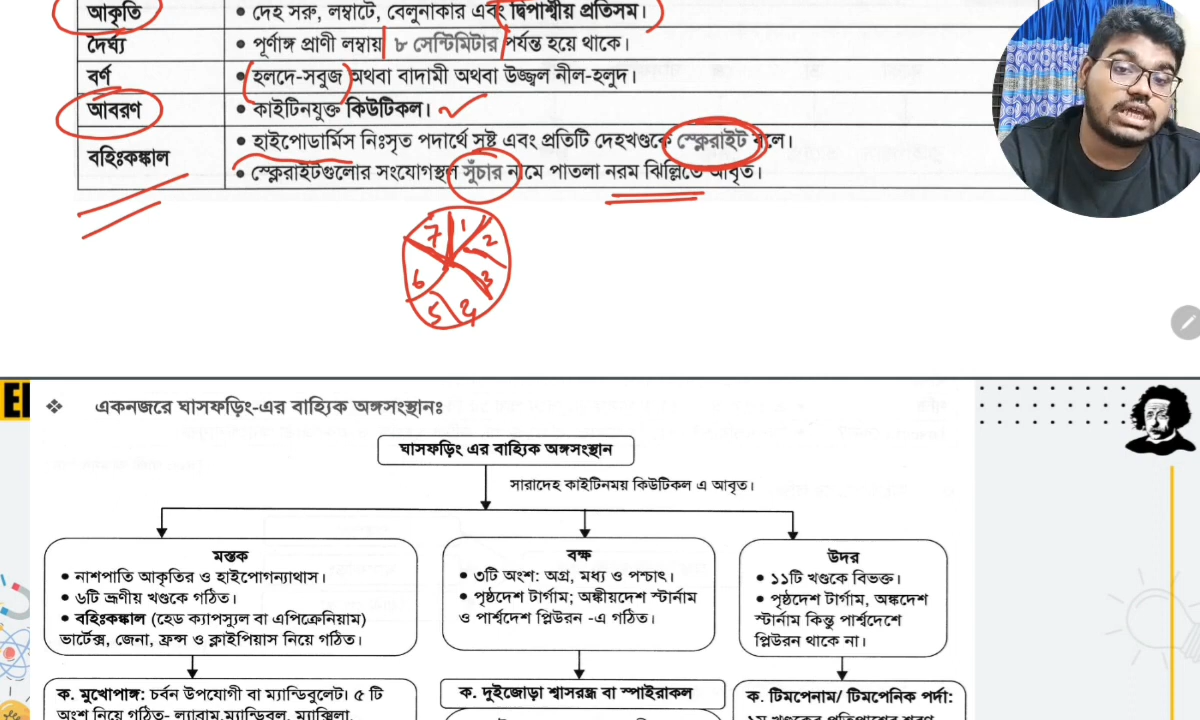 আকৃতি
• দেহ সরু, লম্বাটে, বেলুনাকার এবং দ্বিপার্শ্বীয় প্রতিসম।
দৈর্ঘ্য
• পূর্ণাঙ্গ প্রাণী লম্বায় ৮ সেন্টিমিটার পর্যন্ত হয়ে থাকে।
বর্ণ
• হলদে-সবুজ অথবা বাদামী অথবা উজ্জ্বল নীল-হলুদ।
আবরণ
• কাইটিনযুক্ত কিউটিকল।
বহিঃকঙ্কাল
• হাইপোডার্মিস নিঃসৃত পদার্থে সৃষ্ট এবং প্রতিটি দেহখণ্ডকে স্ক্লেরাইট বলে।
• স্ক্লেরাইটগুলোর সংযোগস্থল সুঁচার নামে পাতলা নরম ঝিল্লিতে আবৃত।
7 1 2
6 3
5 4
❖ একনজরে ঘাসফড়িং-এর বাহ্যিক অঙ্গসংস্থানঃ
ঘাসফড়িং এর বাহ্যিক অঙ্গসংস্থান
সারাদেহ কাইটিনময় কিউটিকল এ আবৃত।
মস্তক
• নাশপাতি আকৃতির ও হাইপোগন্যাথাস।
• ৬টি ভ্রূণীয় খণ্ডকে গঠিত।
• বহিঃকঙ্কাল (হেড ক্যাপস্যুল বা এপিক্রেনিয়াম)
ভার্টেক্স, জেনা, ফ্রন্স ও ক্লাইপিয়াস নিয়ে গঠিত।
বক্ষ
• ৩টি অংশ: অগ্র, মধ্য ও পশ্চাৎ।
• পৃষ্ঠদেশ টার্গাম; অঙ্কীয়দেশ স্টার্নাম
ও পার্শ্বদেশ প্লিউরন -এ গঠিত।
উদর
• ১১টি খণ্ডকে বিভক্ত।
• পৃষ্ঠদেশ টার্গাম, অঙ্কদেশ
স্টার্নাম কিন্তু পার্শ্বদেশে
প্লিউরন থাকে না।
ক. মুখোপাঙ্গ: চর্বন উপযোগী বা ম্যান্ডিবুলেট। ৫ টি
অংশ নিয়ে গঠিত- ল্যাব্রাম,ম্যান্ডিবল, ম্যাক্সিলা,
ক. দুইজোড়া শ্বাসরন্ধ্র বা স্পাইরাকল
ক. টিমপেনাম/ টিমপেনিক পর্দা: